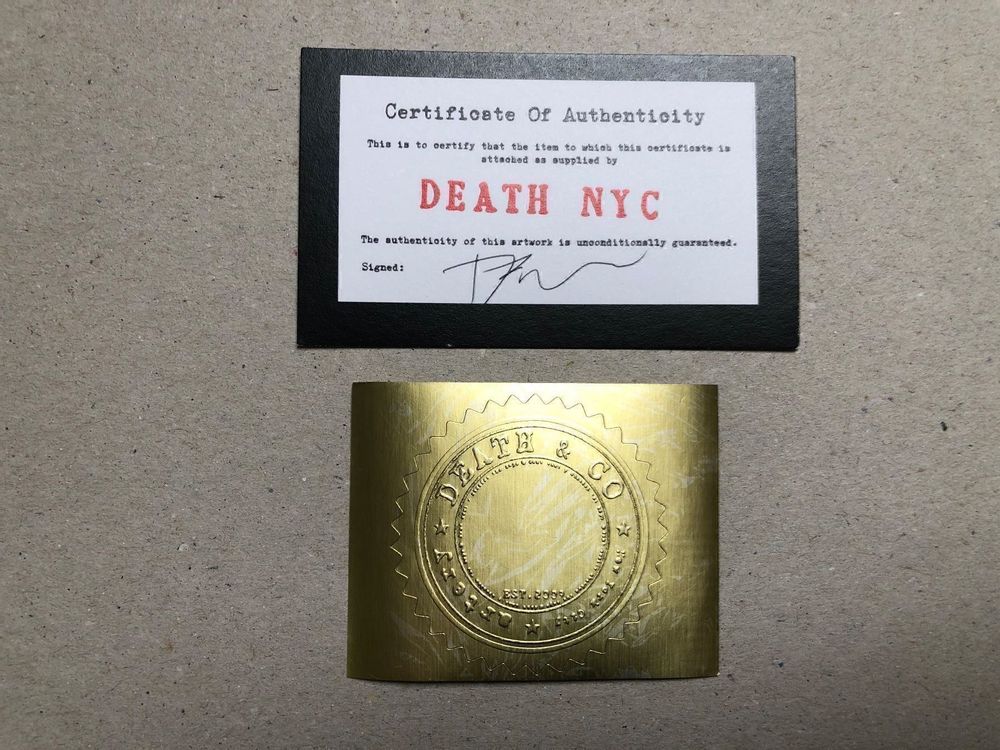 Certificate Of Authenticity
This is to certify that the item to which this certificate is
attached as supplied by
DEATH NYC
The authenticity of this artwork is unconditionally guaranteed.
Signed:
DEATH & CO
EST. 2009
artery